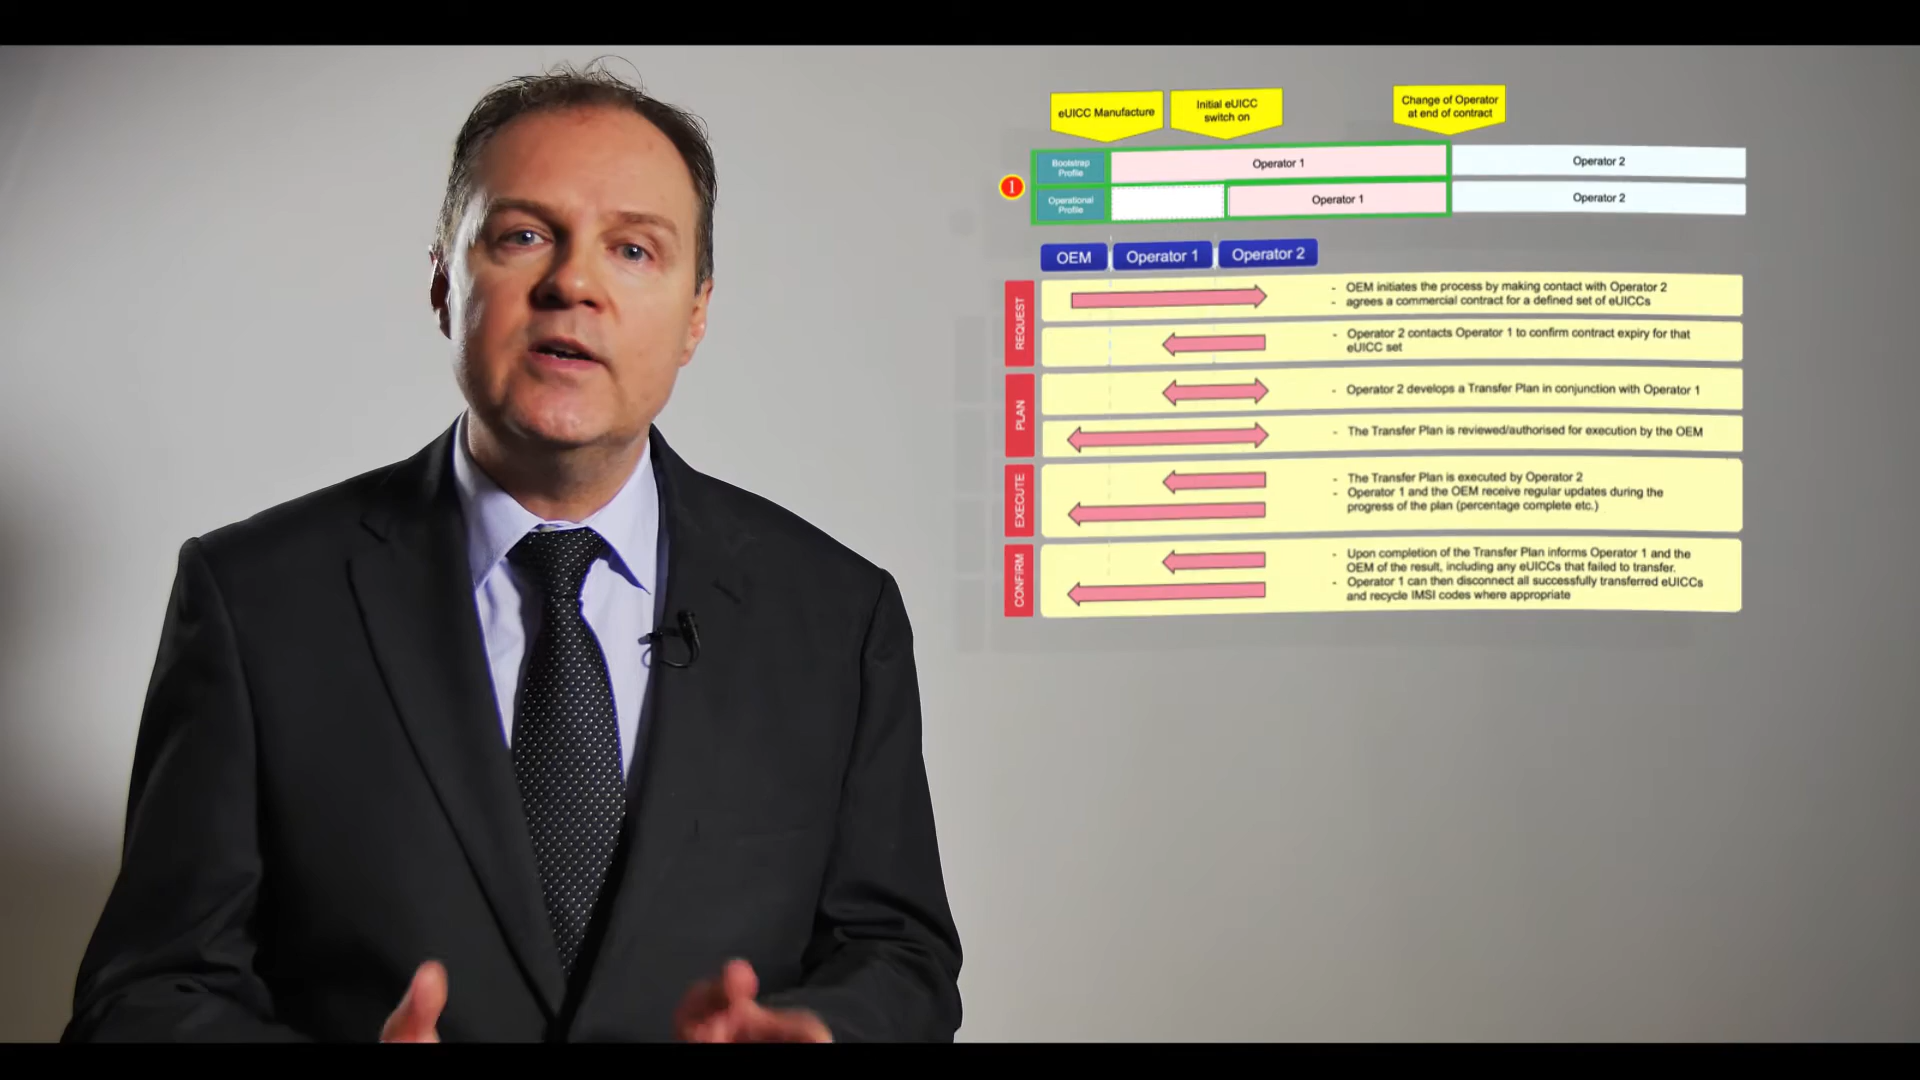 eUICC Manufacture
Initial eUICC
switch on
Change of Operator
at end of contract
Bootstrap
Profile
Operator 1
Operator 2
1
Operational
Profile
Operator 1
Operator 2
OEM
Operator 1
Operator 2
REQUEST
- OEM initiates the process by making contact with Operator 2
- agrees a commercial contract for a defined set of eUICCs
- Operator 2 contacts Operator 1 to confirm contract expiry for that
eUICC set
PLAN
- Operator 2 develops a Transfer Plan in conjunction with Operator 1
- The Transfer Plan is reviewed/authorised for execution by the OEM
EXECUTE
- The Transfer Plan is executed by Operator 2
- Operator 1 and the OEM receive regular updates during the
progress of the plan (percentage complete etc.)
CONFIRM
- Upon completion of the Transfer Plan informs Operator 1 and the
OEM of the result, including any eUICCs that failed to transfer.
- Operator 1 can then disconnect all successfully transferred eUICCs
and recycle IMSI codes where appropriate